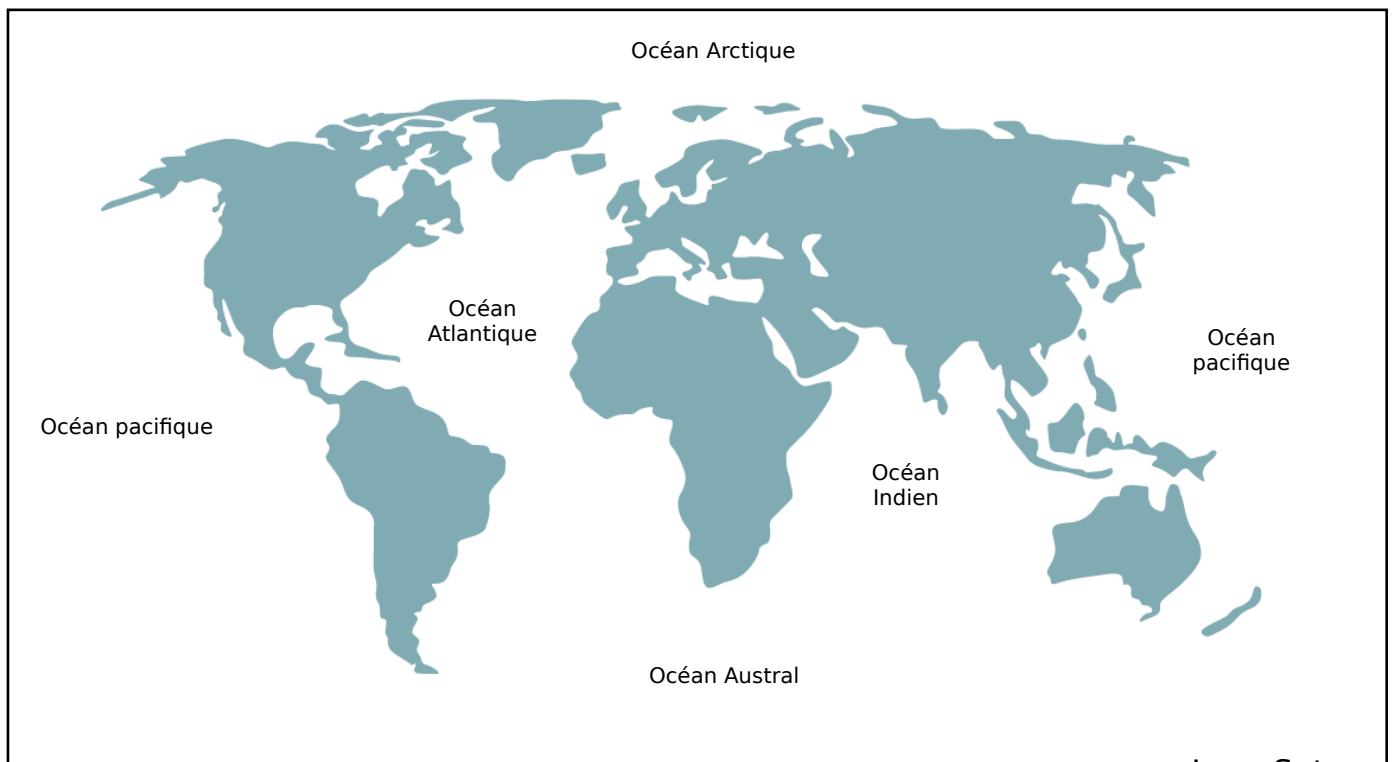 Océan Arctique
Océan
Atlantique
Océan
pacifique
Océan pacifique
Océan
Indien
Océan Austral